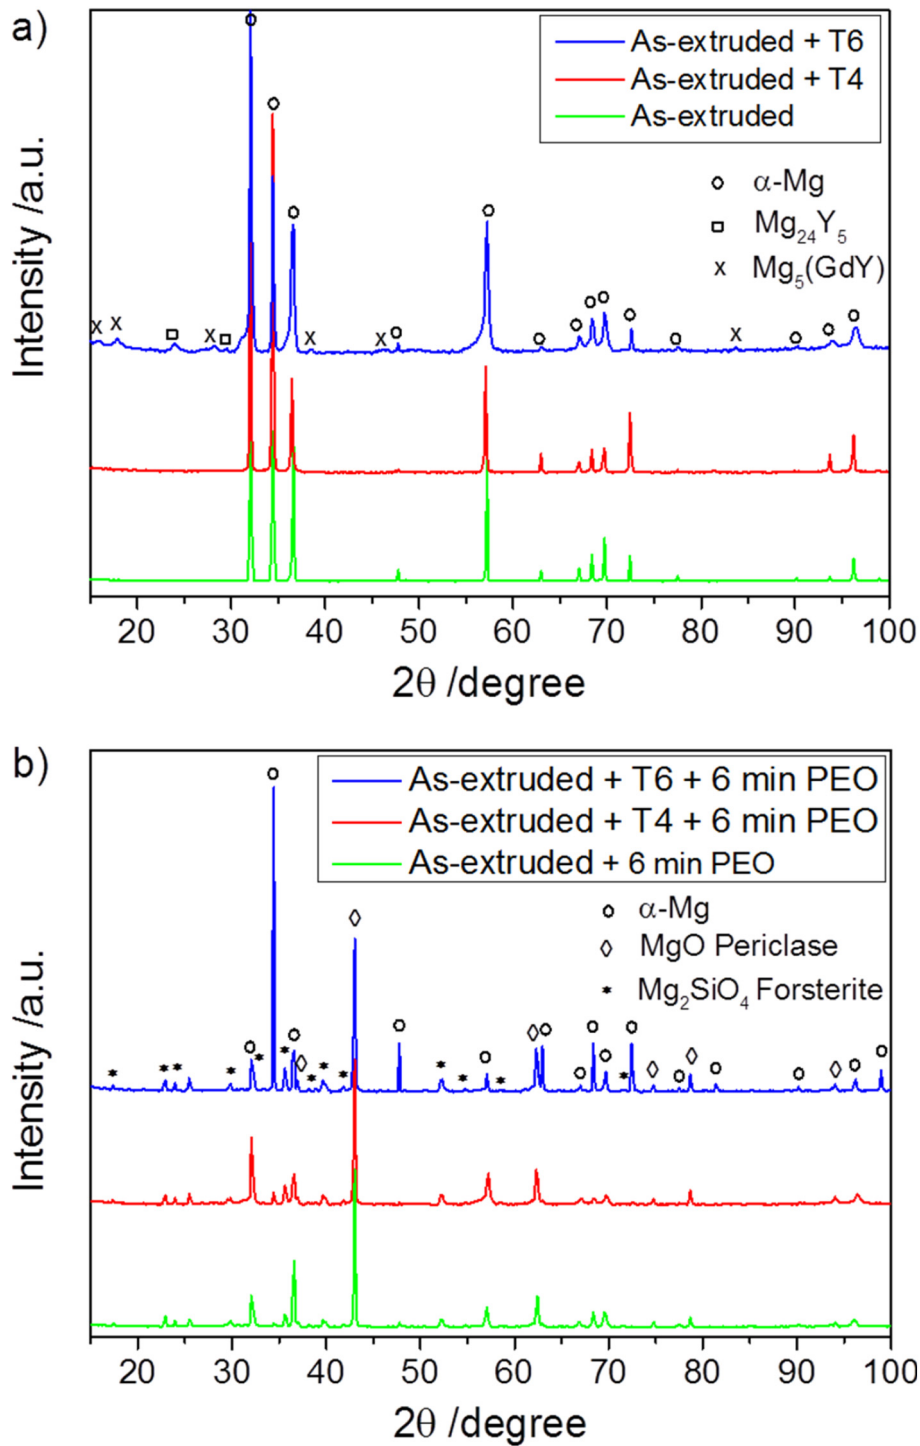 a)
As-extruded + T6
As-extruded + T4
As-extruded
α-Mg
Mg₂₄Y₅
Mg₅(GdY)
Intensity /a.u.
20 30 40 50 60 70 80 90 100
2θ /degree
b)
As-extruded + T6 + 6 min PEO
As-extruded + T4 + 6 min PEO
As-extruded + 6 min PEO
α-Mg
MgO Periclase
Mg₂SiO₄ Forsterite
Intensity /a.u.
20 30 40 50 60 70 80 90 100
2θ /degree